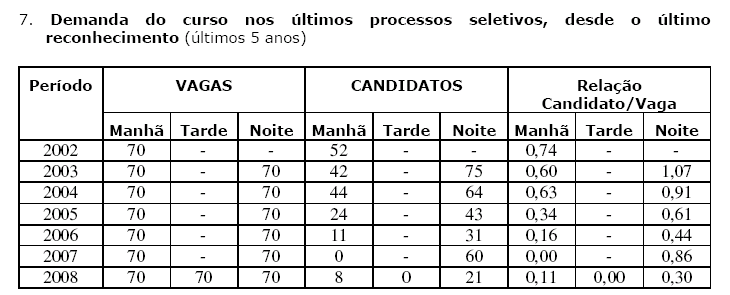 7. Demanda do curso nos últimos processos seletivos, desde o último
reconhecimento (últimos 5 anos)
Período VAGAS CANDIDATOS Relação
Candidato/Vaga
Manhã Tarde Noite Manhã Tarde Noite Manhã Tarde Noite
2002 70 - - 52 - - 0,74 - -
2003 70 - 70 42 - 75 0,60 - 1,07
2004 70 - 70 44 - 64 0,63 - 0,91
2005 70 - 70 24 - 43 0,34 - 0,61
2006 70 - 70 11 - 31 0,16 - 0,44
2007 70 - 70 0 - 60 0,00 - 0,86
2008 70 70 70 8 0 21 0,11 0,00 0,30